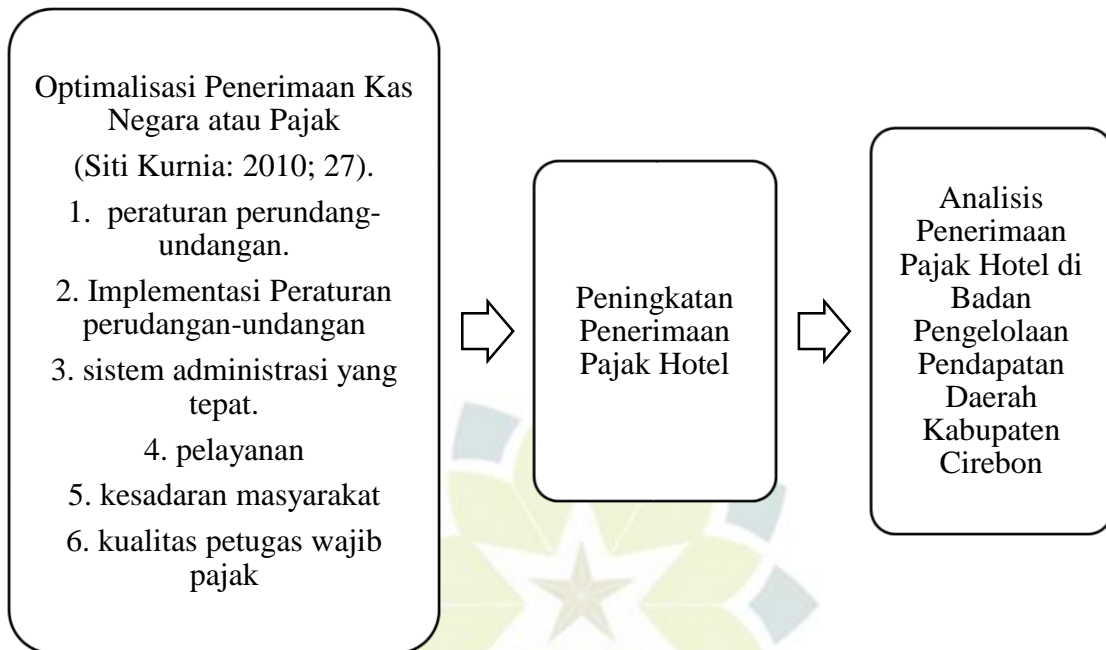 Optimalisasi Penerimaan Kas
Negara atau Pajak
(Siti Kurnia: 2010; 27).
1. peraturan perundang-
undangan.
2. Implementasi Peraturan
perudangan-undangan
3. sistem administrasi yang
tepat.
4. pelayanan
5. kesadaran masyarakat
6. kualitas petugas wajib
pajak
Peningkatan
Penerimaan
Pajak Hotel
Analisis
Penerimaan
Pajak Hotel di
Badan
Pengelolaan
Pendapatan
Daerah
Kabupaten
Cirebon